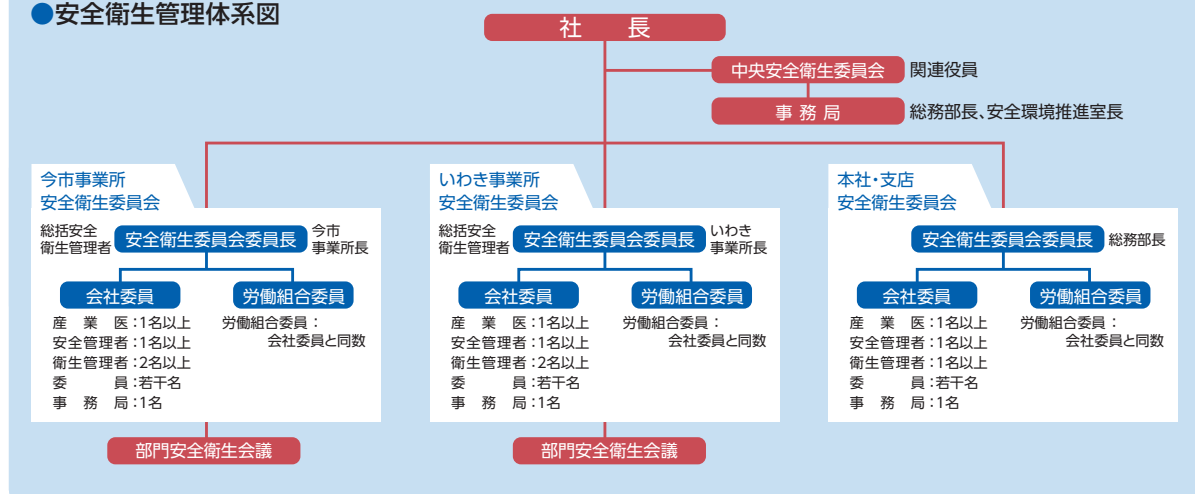 ●安全衛生管理体系図
社長
中央安全衛生委員会 関連役員
事務局 総務部長、安全環境推進室長
今市事業所
安全衛生委員会
総括安全
衛生管理者
安全衛生委員会委員長
今市
事業所長
会社委員
労働組合委員
産業医：1名以上
安全管理者：1名以上
衛生管理者：2名以上
委員：若干名
事務局：1名
労働組合委員：
会社委員と同数
部門安全衛生会議
いわき事業所
安全衛生委員会
総括安全
衛生管理者
安全衛生委員会委員長
いわき
事業所長
会社委員
労働組合委員
産業医：1名以上
安全管理者：1名以上
衛生管理者：2名以上
委員：若干名
事務局：1名
労働組合委員：
会社委員と同数
部門安全衛生会議
本社・支店
安全衛生委員会
安全衛生委員会委員長 総務部長
会社委員
労働組合委員
産業医：1名以上
安全管理者：1名以上
衛生管理者：1名以上
委員：若干名
事務局：1名
労働組合委員：
会社委員と同数